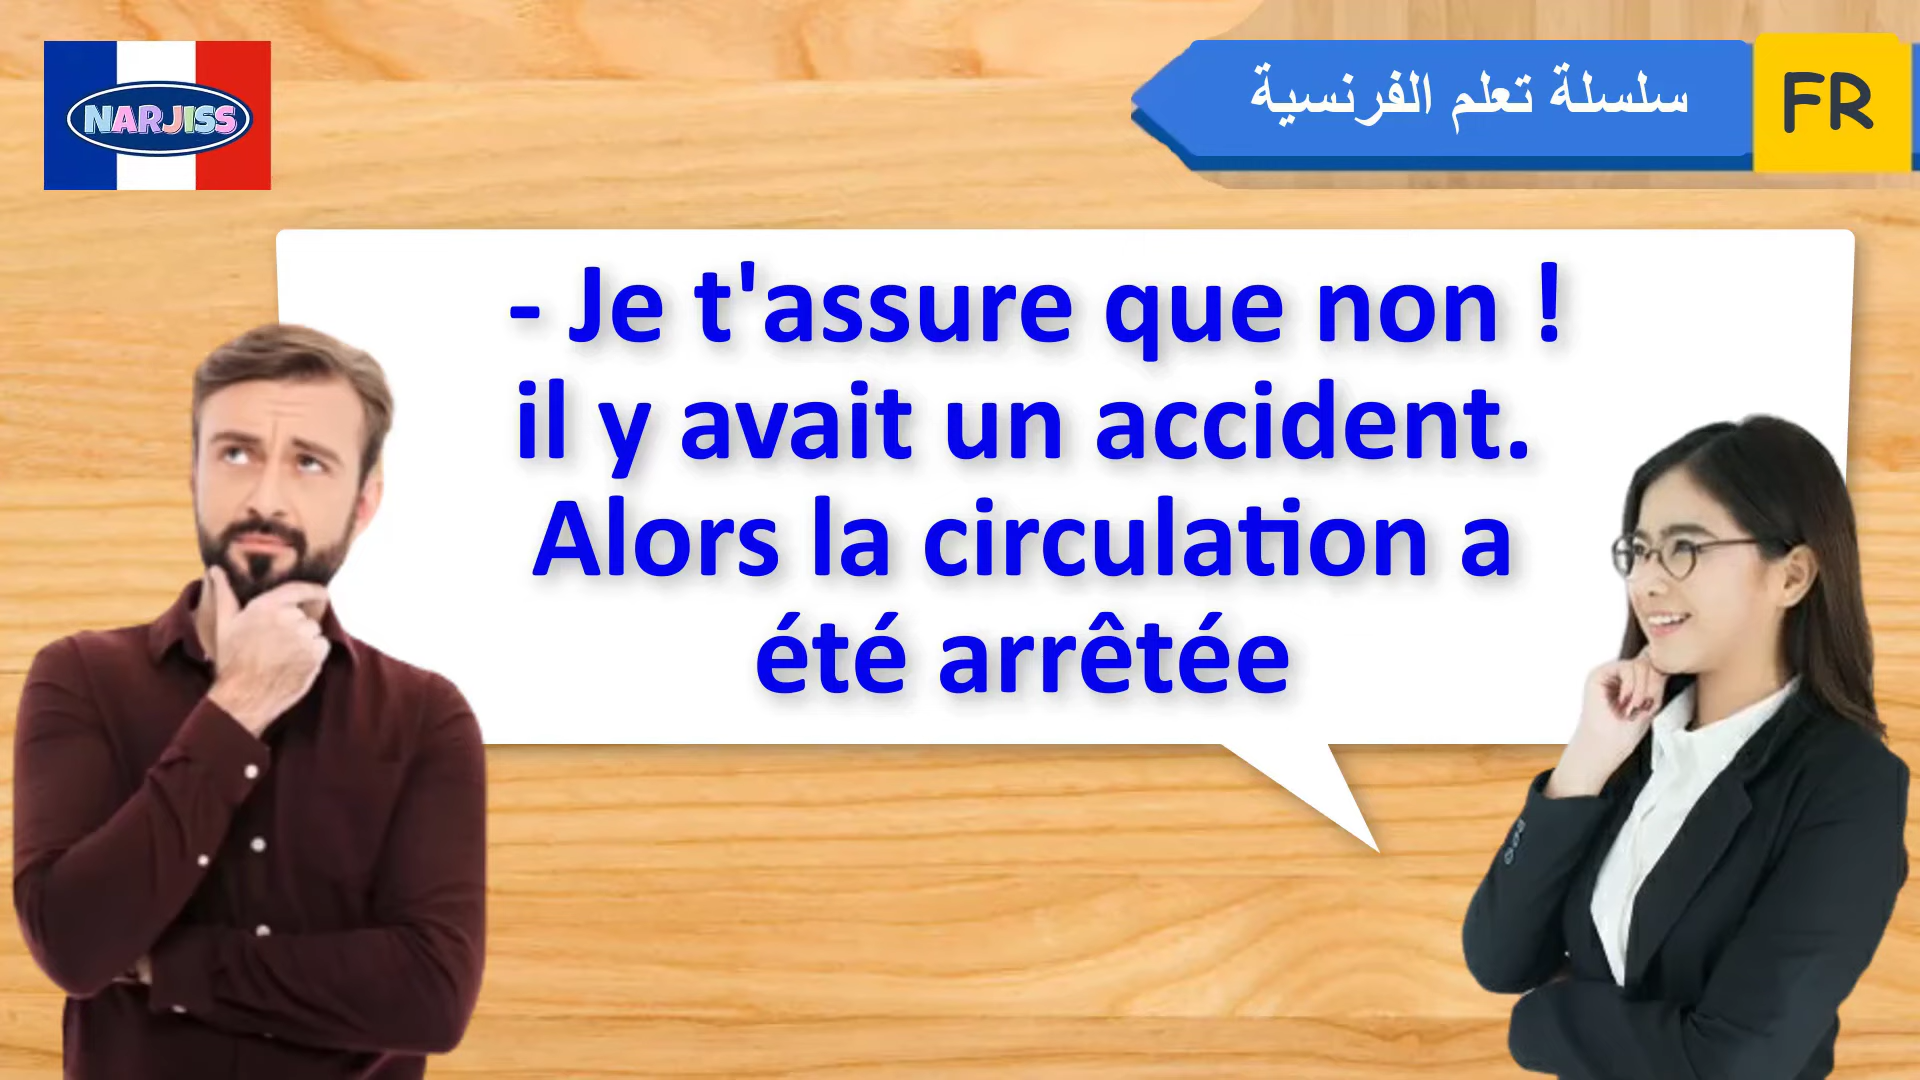 NARJISS
سلسلة تعلم الفرنسية
FR
- Je t'assure que non !
il y avait un accident.
Alors la circulation a
été arrêtée